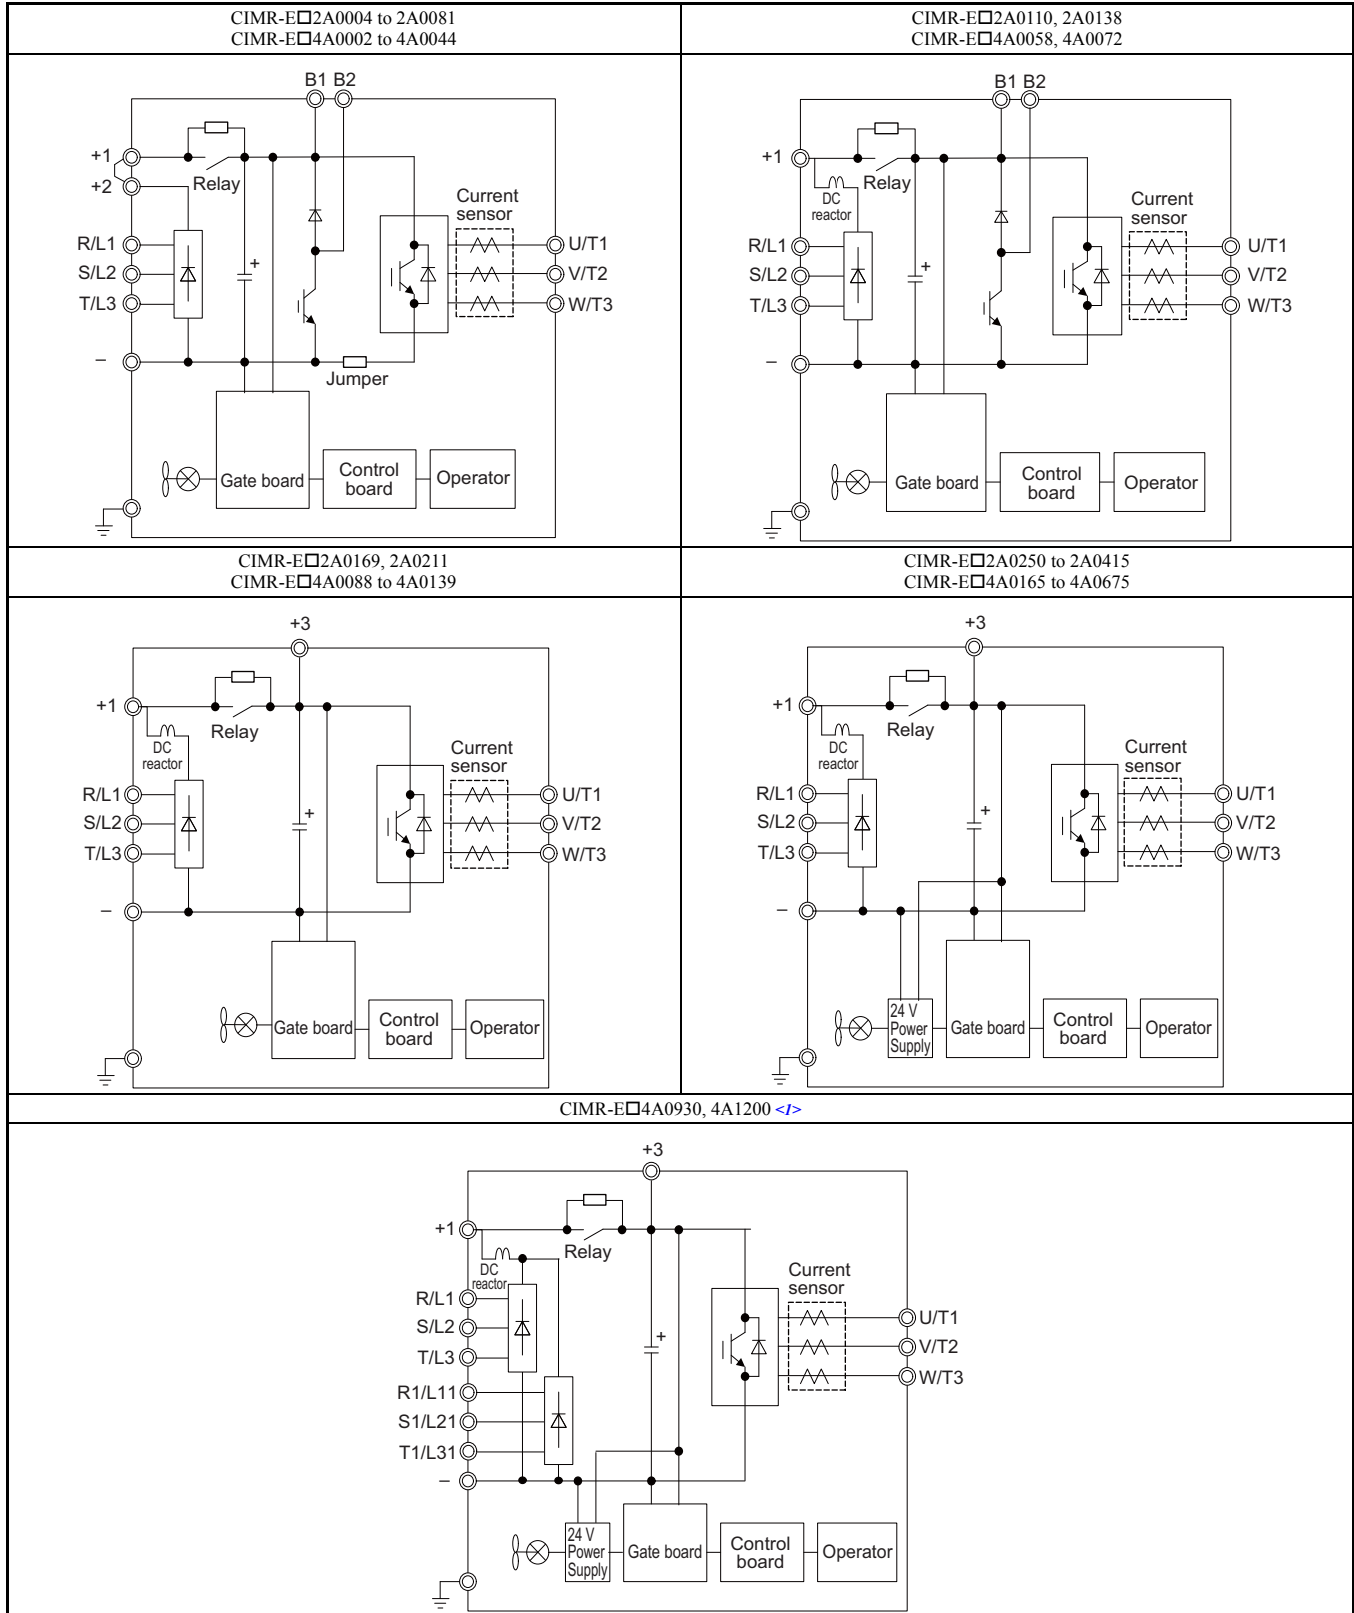 CIMR-E□2A0004 to 2A0081
CIMR-E□4A0002 to 4A0044
B1 B2
+1
Relay
+2
Current
sensor
R/L1
U/T1
+
S/L2
V/T2
T/L3
W/T3
–
Jumper
Gate board
Control
board
Operator
CIMR-E□2A0110, 2A0138
CIMR-E□4A0058, 4A0072
B1 B2
+1
Relay
DC
reactor
Current
sensor
R/L1
U/T1
+
S/L2
V/T2
T/L3
W/T3
–
Gate board
Control
board
Operator
CIMR-E□2A0169, 2A0211
CIMR-E□4A0088 to 4A0139
+3
+1
Relay
DC
reactor
Current
sensor
R/L1
U/T1
+
S/L2
V/T2
T/L3
W/T3
–
Gate board
Control
board
Operator
CIMR-E□2A0250 to 2A0415
CIMR-E□4A0165 to 4A0675
+3
+1
Relay
DC
reactor
Current
sensor
R/L1
U/T1
+
S/L2
V/T2
T/L3
W/T3
–
24 V
Power
Supply
Gate board
Control
board
Operator
CIMR-E□4A0930, 4A1200 <1>
+3
+1
Relay
DC
reactor
Current
sensor
R/L1
U/T1
S/L2
+
V/T2
T/L3
W/T3
R1/L11
S1/L21
T1/L31
–
24 V
Power
Supply
Gate board
Control
board
Operator